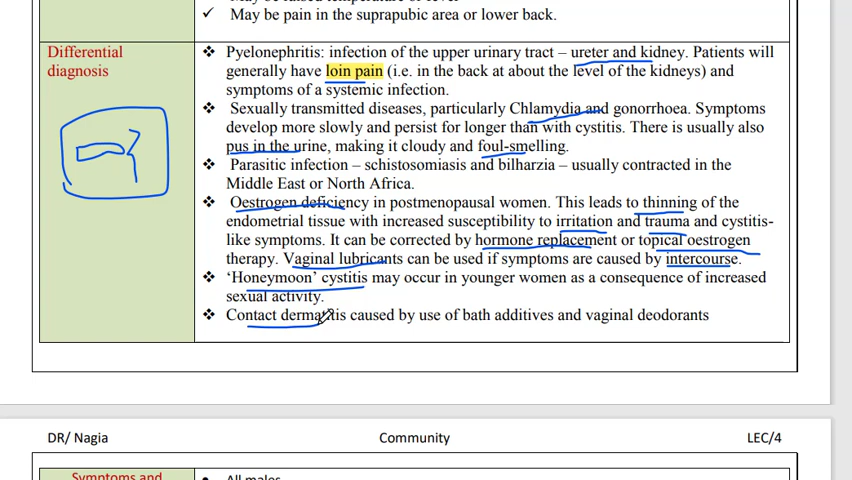 ✓ May be pain in the suprapubic area or lower back.
Differential
diagnosis
❖ Pyelonephritis: infection of the upper urinary tract – ureter and kidney. Patients will
generally have loin pain (i.e. in the back at about the level of the kidneys) and
symptoms of a systemic infection.
❖ Sexually transmitted diseases, particularly Chlamydia and gonorrhoea. Symptoms
develop more slowly and persist for longer than with cystitis. There is usually also
pus in the urine, making it cloudy and foul-smelling.
❖ Parasitic infection – schistosomiasis and bilharzia – usually contracted in the
Middle East or North Africa.
❖ Oestrogen deficiency in postmenopausal women. This leads to thinning of the
endometrial tissue with increased susceptibility to irritation and trauma and cystitis-
like symptoms. It can be corrected by hormone replacement or topical oestrogen
therapy. Vaginal lubricants can be used if symptoms are caused by intercourse.
❖ ‘Honeymoon’ cystitis may occur in younger women as a consequence of increased
sexual activity.
❖ Contact dermatitis caused by use of bath additives and vaginal deodorants
DR/ Nagia Community LEC/4
Symptoms and
• All males